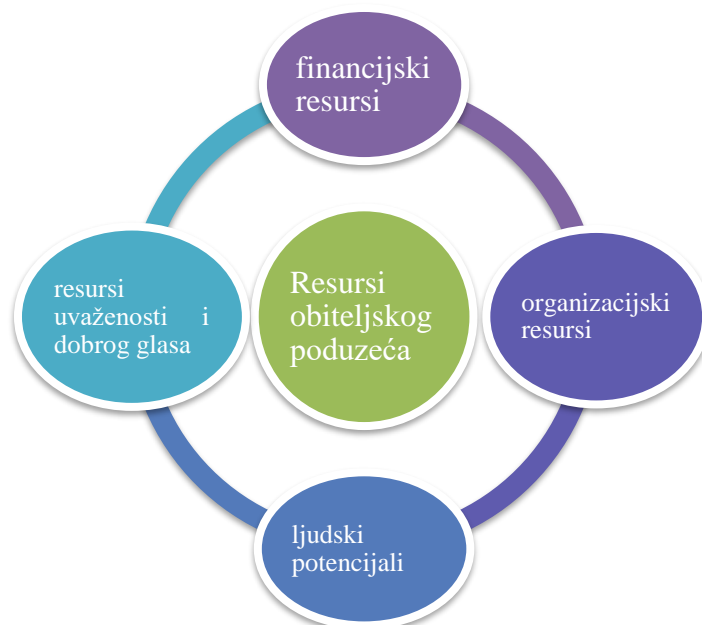 financijski
resursi
resursi
uvaženosti i
dobrog glasa
Resursi
obiteljskog
poduzeća
organizacijski
resursi
ljudski
potencijali